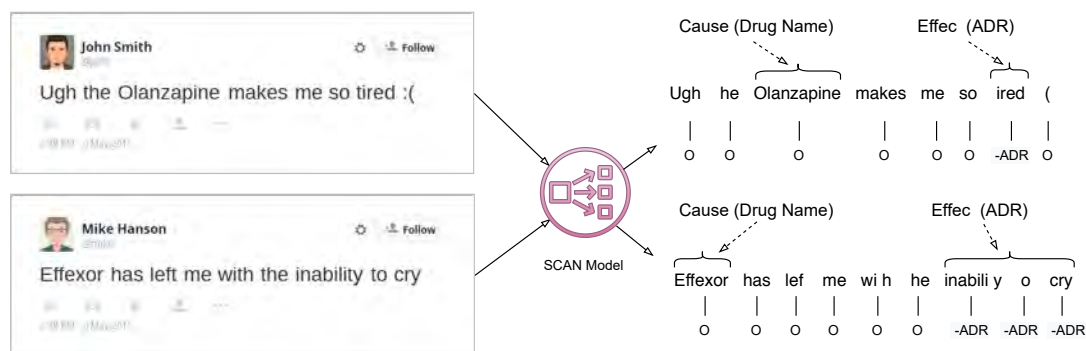 John Smith
Follow
Ugh the Olanzapine makes me so tired :(
Mike Hanson
Follow
Effexor has left me with the inability to cry
SCAN Model
Cause (Drug Name) Effec (ADR)
Ugh he Olanzapine makes me so ired (
O O O O O O -ADR O
Cause (Drug Name) Effec (ADR)
Effexor has lef me wi h he inabili y o cry
O O O O O O -ADR -ADR -ADR